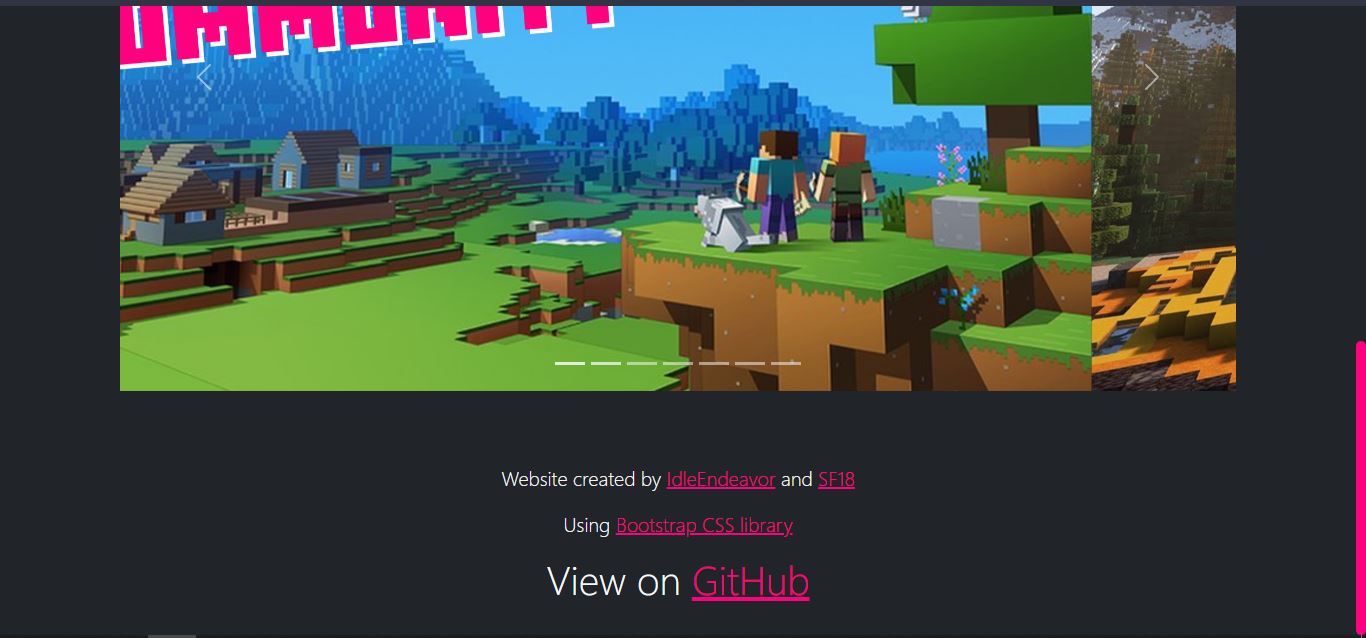 Website created by IdleEndeavor and SF18
Using Bootstrap CSS library
View on GitHub